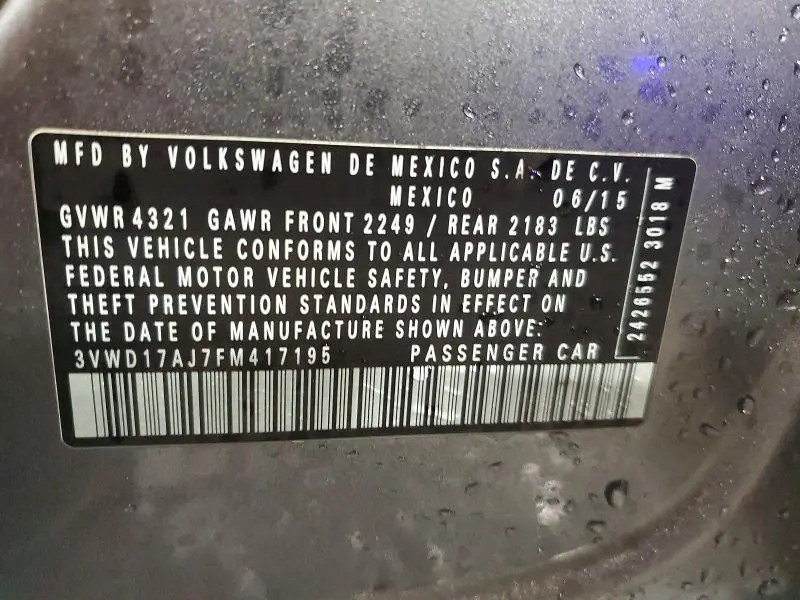 MFD BY VOLKSWAGEN DE MEXICO S.A. DE C.V.
MEXICO 06/15
GVWR 4321 GAWR FRONT 2249 / REAR 2183 LBS
THIS VEHICLE CONFORMS TO ALL APPLICABLE U.S.
FEDERAL MOTOR VEHICLE SAFETY, BUMPER AND
THEFT PREVENTION STANDARDS IN EFFECT ON
THE DATE OF MANUFACTURE SHOWN ABOVE:
3VWD17AJ7FM417195 PASSENGER CAR
2426552 3018 M